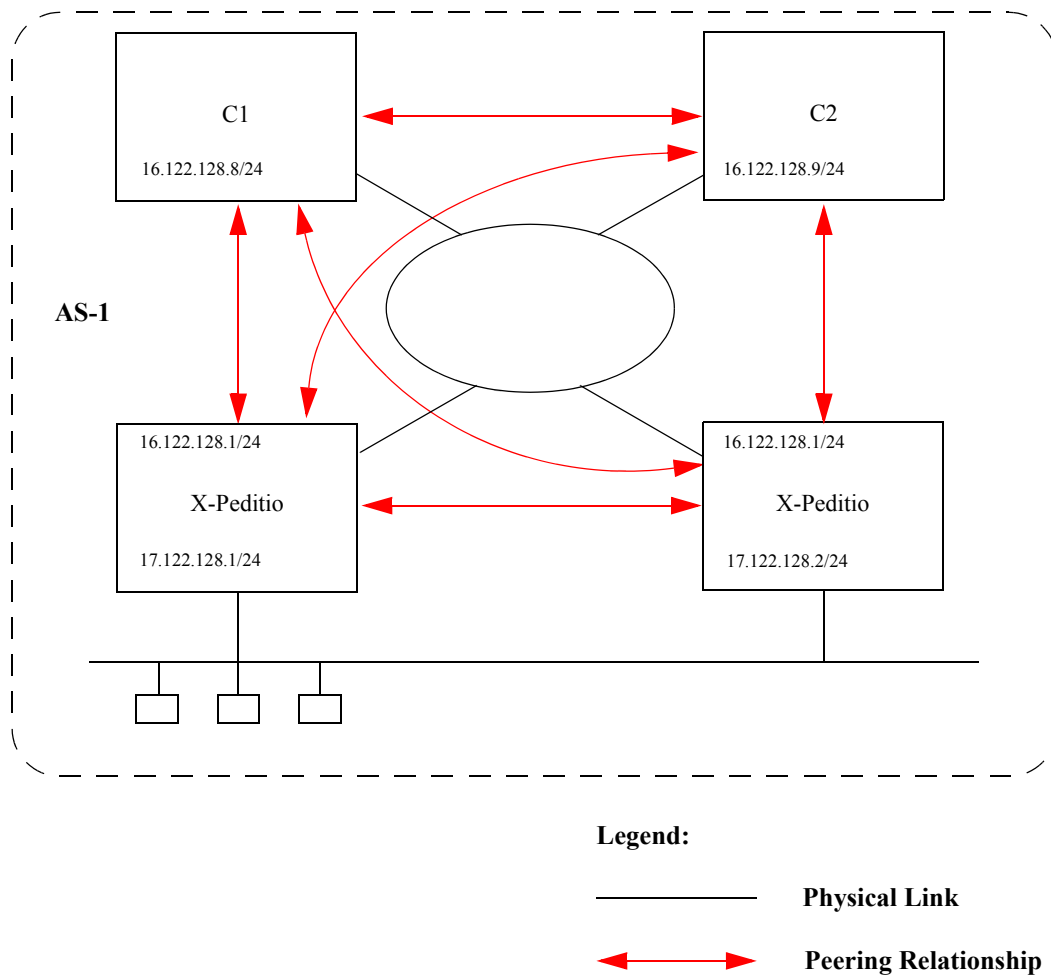 C1
16.122.128.8/24
C2
16.122.128.9/24
AS-1
16.122.128.1/24
X-Peditio
17.122.128.1/24
16.122.128.1/24
X-Peditio
17.122.128.2/24
Legend:
Physical Link
Peering Relationship